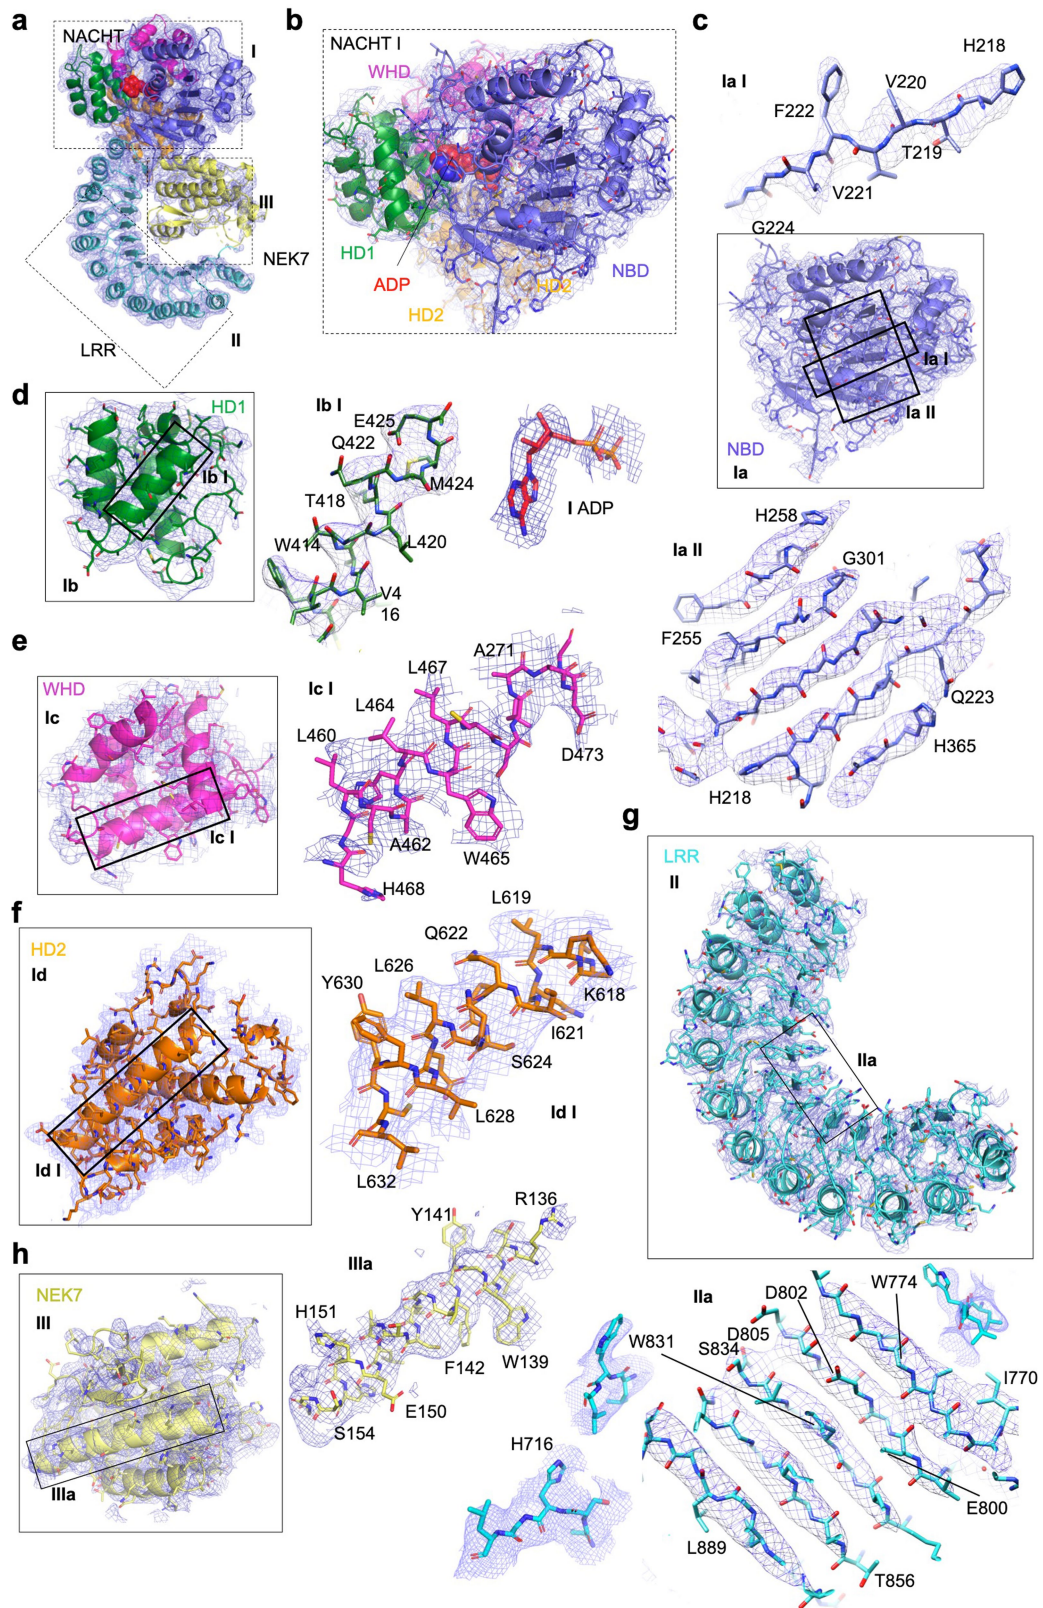 a
NACHT
I
III
NEK7
LRR
II
b
NACHT I
WHD
HD1
ADP
HD2
HD2
NBD
c
Ia I
H218
V220
F222
T219
V221
G224
Ia I
Ia II
NBD
Ia
Ia II
H258
G301
F255
Q223
H365
H218
d
HD1
Ib I
Ib
Ib I
E425
Q422
M424
T418
L420
W414
V4
16
I ADP
e
WHD
Ic
Ic I
Ic I
A271
L467
L464
L460
D473
A462
W465
H468
f
HD2
Id
Id I
L619
Q622
L626
Y630
K618
I621
S624
L628
Id I
L632
g
LRR
II
IIa
h
NEK7
III
IIIa
IIIa
R136
Y141
H151
F142
W139
E150
S154
IIa
W774
D802
D805
W831
S834
I770
H716
E800
L889
T856